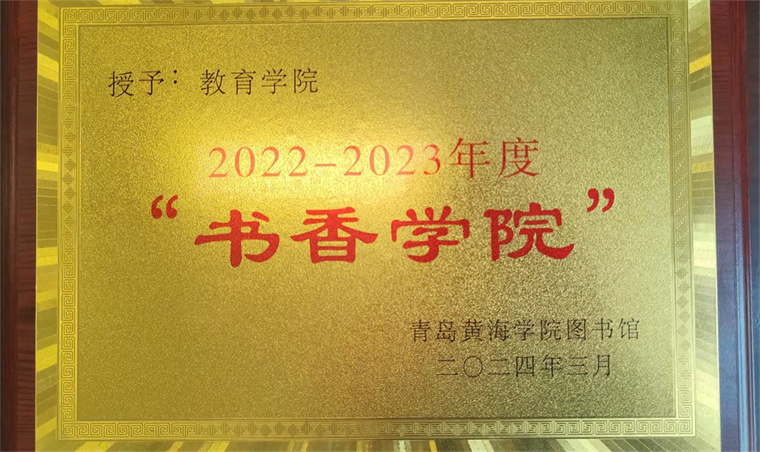 授予：教育学院
2022-2023年度
“书香学院”
青岛黄海学院图书馆
二〇二四年三月